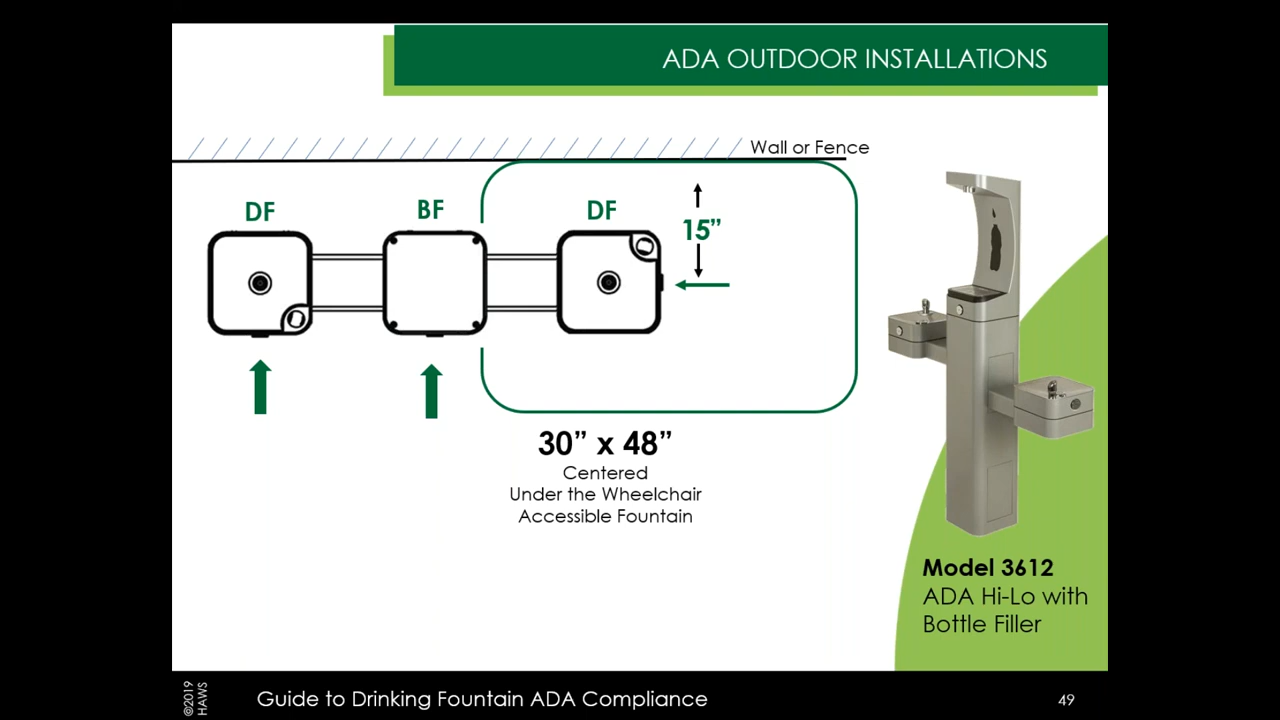 ADA OUTDOOR INSTALLATIONS
Wall or Fence
DF
BF
DF
15”
30” x 48”
Centered
Under the Wheelchair
Accessible Fountain
Model 3612
ADA Hi-Lo with
Bottle Filler
©2019
HAWS
Guide to Drinking Fountain ADA Compliance
49